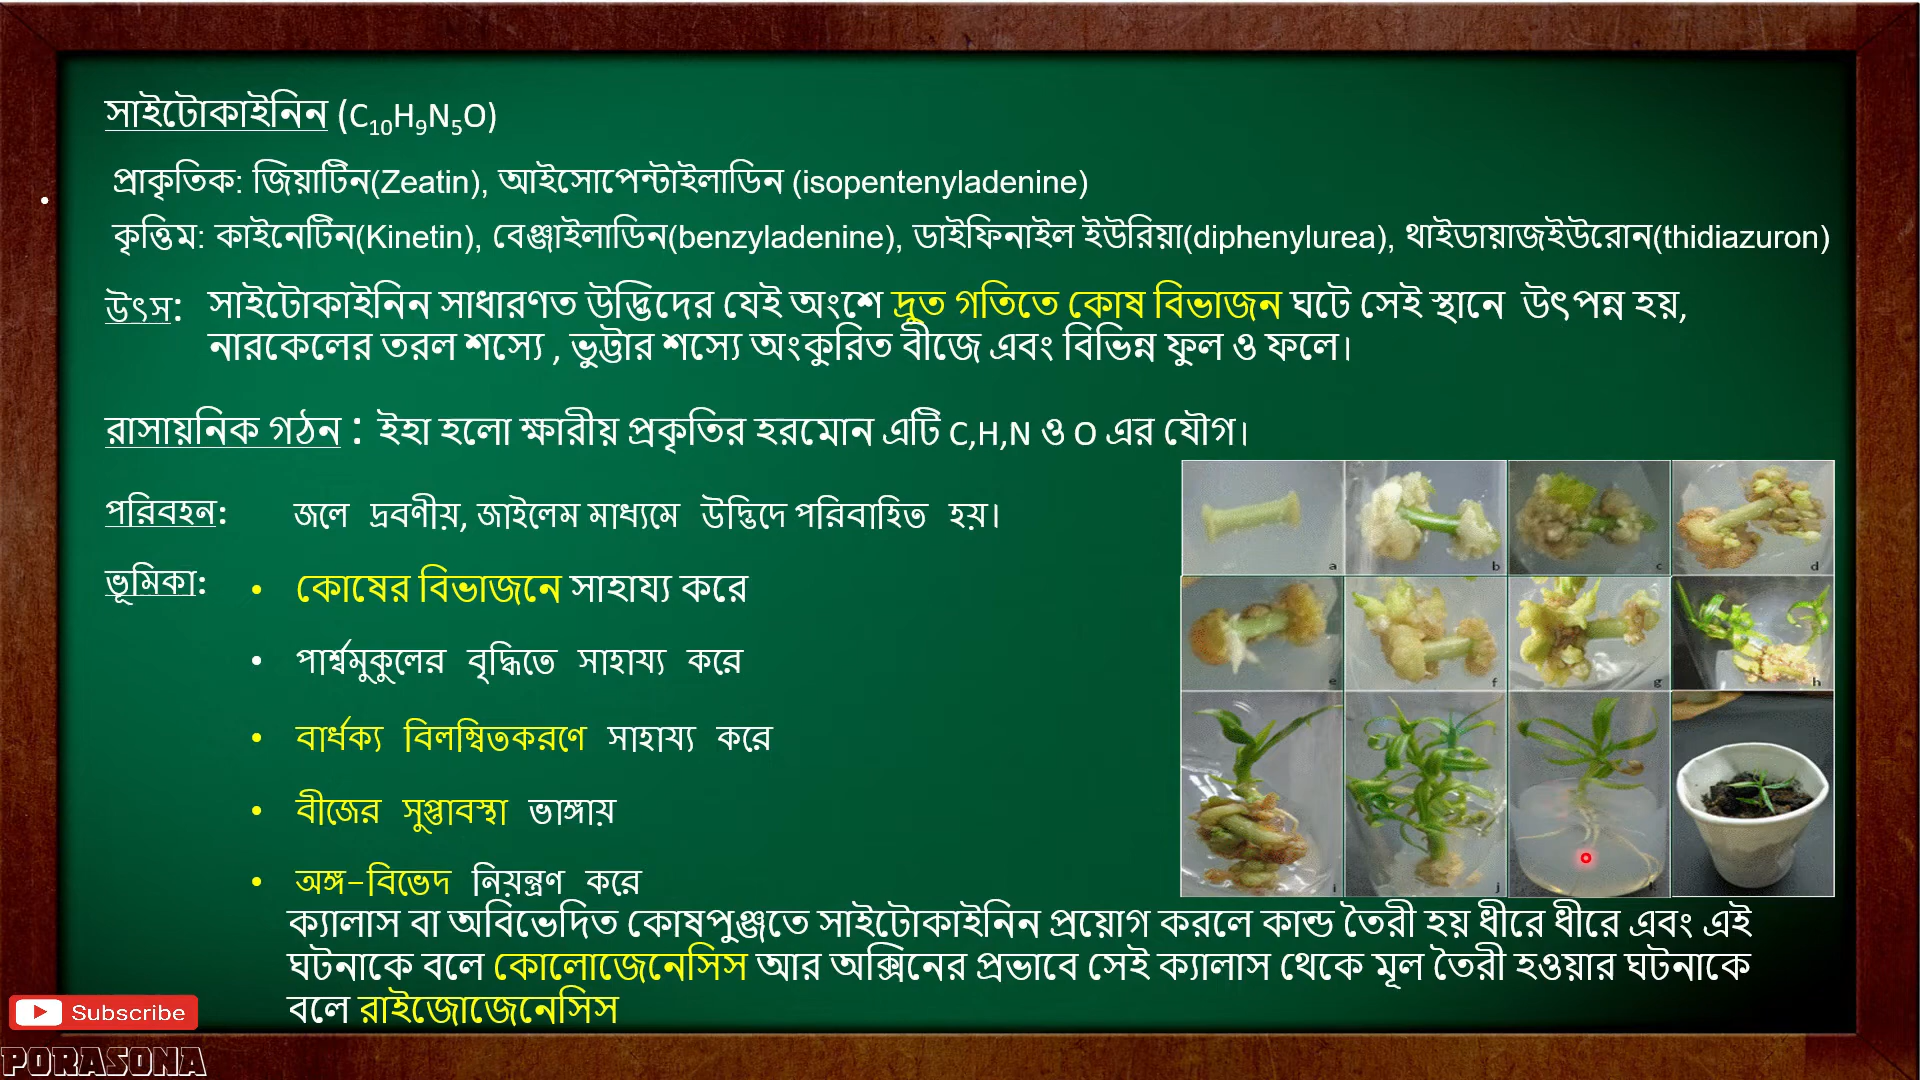 সাইটোকাইনিন (C10H9N5O)
প্রাকৃতিক: জিয়াটিন(Zeatin), আইসোপেন্টাইলাডিন (isopentenyladenine)
কৃত্তিম: কাইনেটিন(Kinetin), বেঞ্জাইলাডিন(benzyladenine), ডাইফিনাইল ইউরিয়া(diphenylurea), থাইডায়াজইউরোন(thidiazuron)
উৎস: সাইটোকাইনিন সাধারণত উদ্ভিদের যেই অংশে দ্রুত গতিতে কোষ বিভাজন ঘটে সেই স্থানে উৎপন্ন হয়,
নারকেলের তরল শস্যে , ভুট্টার শস্যে অংকুরিত বীজে এবং বিভিন্ন ফুল ও ফলে।
রাসায়নিক গঠন : ইহা হলো ক্ষারীয় প্রকৃতির হরমোন এটি C,H,N ও O এর যৌগ।
পরিবহন: জলে দ্রবণীয়, জাইলেম মাধ্যমে উদ্ভিদে পরিবাহিত হয়।
ভূমিকা: • কোষের বিভাজনে সাহায্য করে
• পার্শ্বমুকুলের বৃদ্ধিতে সাহায্য করে
• বার্ধক্য বিলম্বিতকরণে সাহায্য করে
• বীজের সুপ্তাবস্থা ভাঙ্গায়
• অঙ্গ-বিভেদ নিয়ন্ত্রণ করে
ক্যালাস বা অবিভেদিত কোষপুঞ্জতে সাইটোকাইনিন প্রয়োগ করলে কান্ড তৈরী হয় ধীরে ধীরে এবং এই
ঘটনাকে বলে কোলোজেনেসিস আর অক্সিনের প্রভাবে সেই ক্যালাস থেকে মূল তৈরী হওয়ার ঘটনাকে
বলে রাইজোজেনেসিস
a b c d
e f g h
i j k
Subscribe
PORASONA